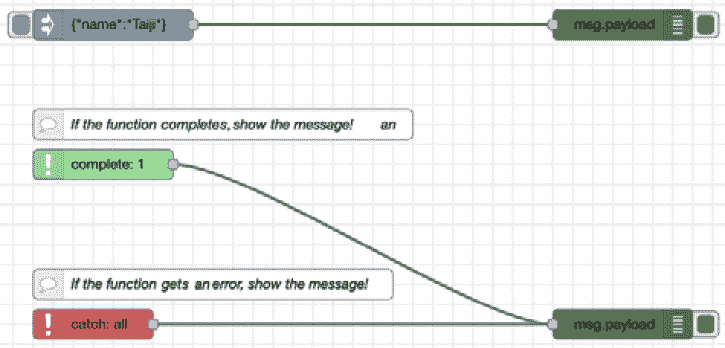 {"name":"Taiji"}
msg.payload
If the function completes, show the message! an
complete: 1
If the function gets an error, show the message!
catch: all
msg.payload